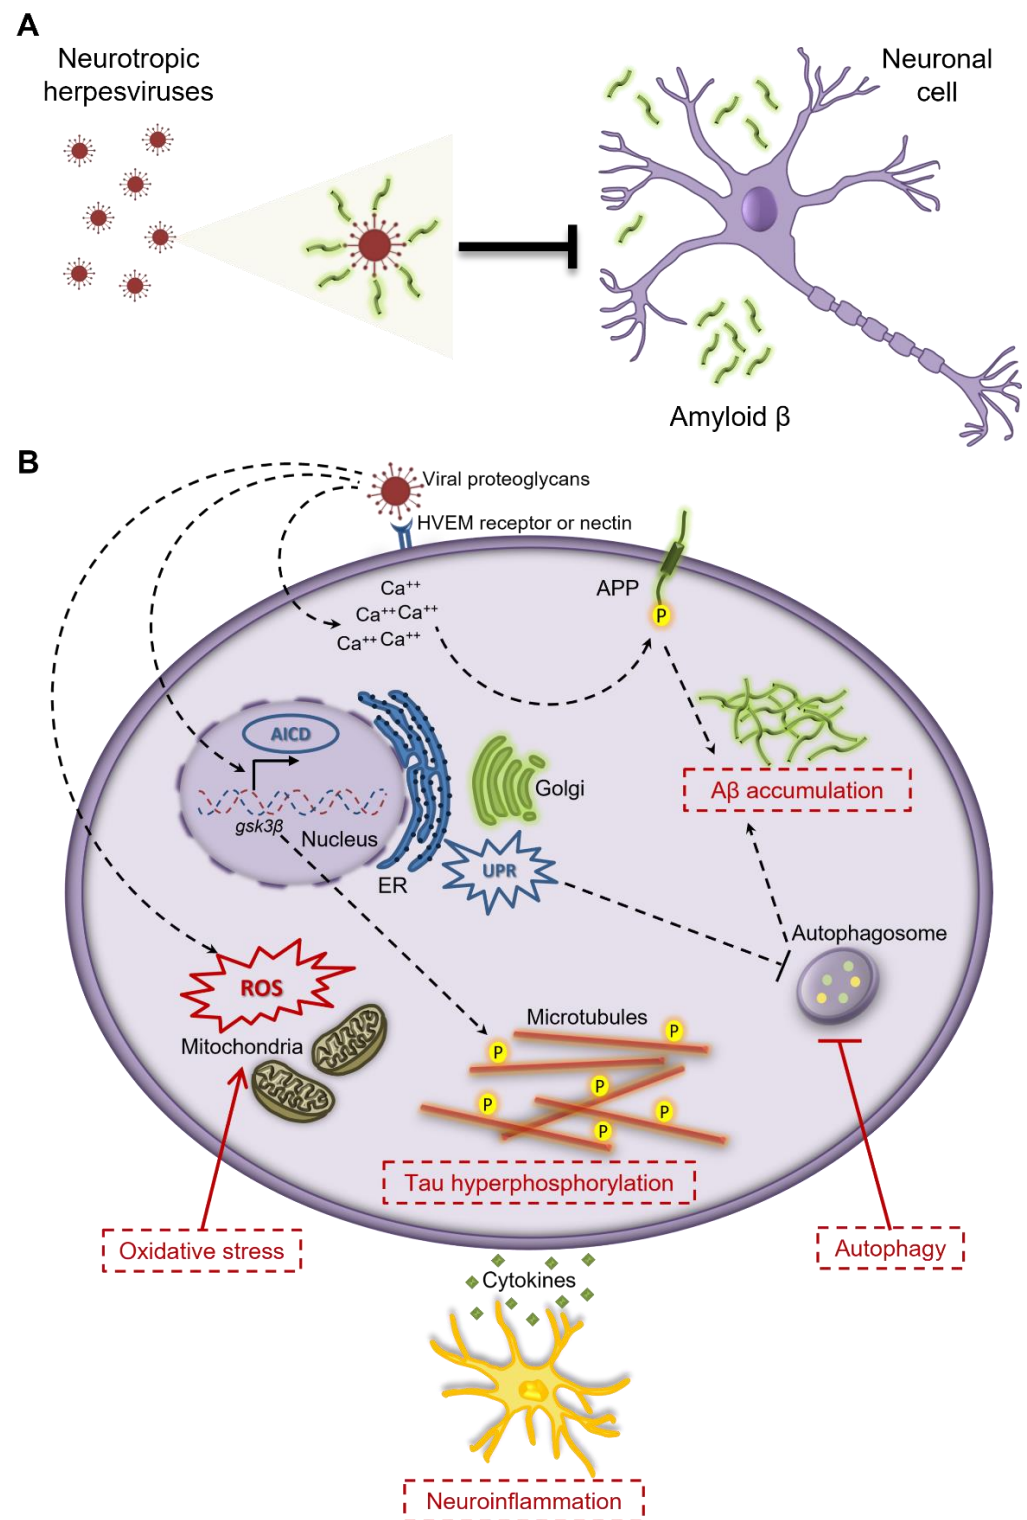 A
Neurotropic
herpesviruses
Neuronal
cell
Amyloid β
B
Viral proteoglycans
HVEM receptor or nectin
Ca++
Ca++ Ca++
Ca++ Ca++
APP
P
AICD
gsk3β
Nucleus
ER
Golgi
UPR
Aβ accumulation
Autophagosome
ROS
Mitochondria
Microtubules
P
P
P
P
P
P
Tau hyperphosphorylation
Oxidative stress
Autophagy
Cytokines
Neuroinflammation